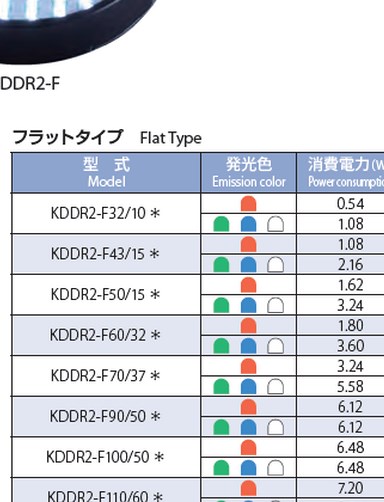 DDR2-F
フラットタイプ Flat Type
型 式 発光色 消費電力(W
Model Emission color Power consumptio
KDDR2-F32/10＊ 0.54
1.08
KDDR2-F43/15＊ 1.08
2.16
KDDR2-F50/15＊ 1.62
3.24
KDDR2-F60/32＊ 1.80
3.60
KDDR2-F70/37＊ 3.24
5.58
KDDR2-F90/50＊ 6.12
6.12
KDDR2-F100/50＊ 6.48
6.48
KDDR2-F110/60＊ 7.20